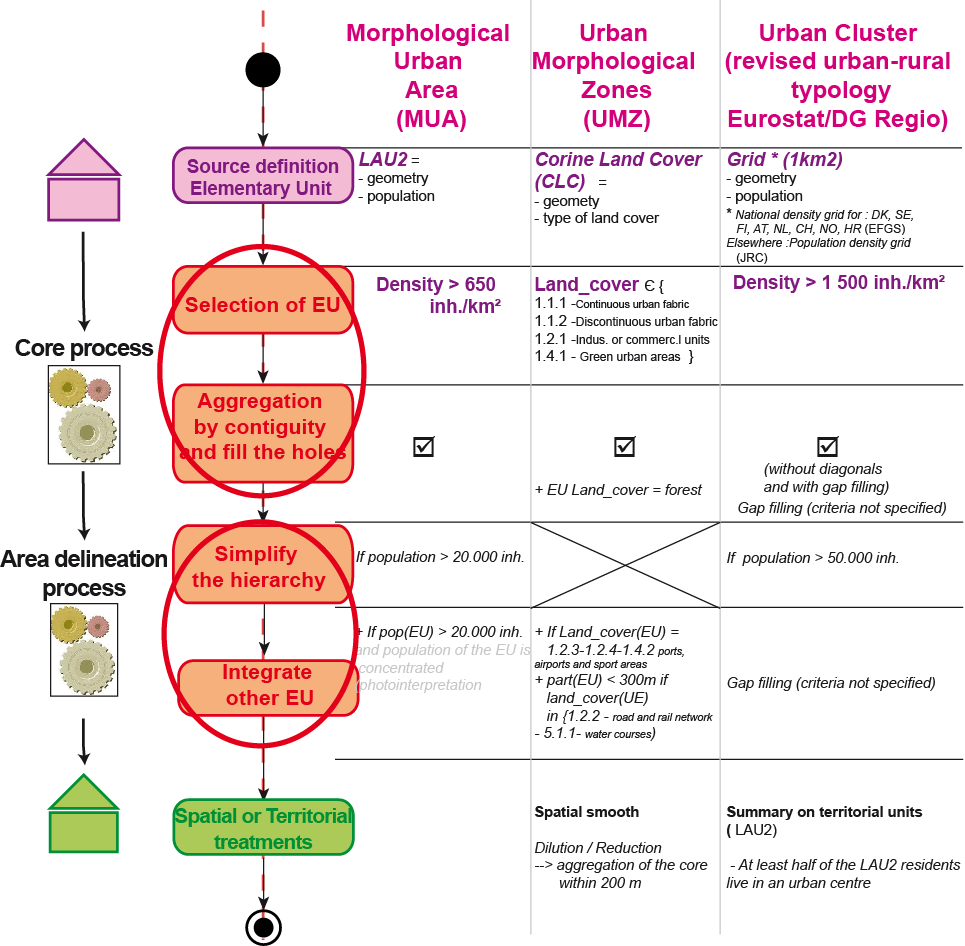 Morphological
Urban
Area
(MUA)
Urban
Morphological
Zones
(UMZ)
Urban Cluster
(revised urban-rural
typology
Eurostat/DG Regio)
Source definition
Elementary Unit
LAU2 =
- geometry
- population
Corine Land Cover
(CLC) =
- geomety
- type of land cover
Grid * (1km2)
- geometry
- population
* National density grid for : DK, SE,
FI, AT, NL, CH, NO, HR (EFGS)
Elsewhere :Population density grid
(JRC)
Core process
Selection of EU
Density > 650
inh./km²
Land_cover Є {
1.1.1 -Continuous urban fabric
1.1.2 -Discontinuous urban fabric
1.2.1 -Indus. or commerc.l units
1.4.1 - Green urban areas }
Density > 1 500 inh./km²
Aggregation
by contiguity
and fill the holes
+ EU Land_cover = forest
(without diagonals
and with gap filling)
Gap filling (criteria not specified)
Area delineation
process
Simplify
the hierarchy
If population > 20.000 inh.
If population > 50.000 inh.
Integrate
other EU
+ If pop(EU) > 20.000 inh.
and population of the EU is
concentrated
photointerpretation
+ If Land_cover(EU) =
1.2.3-1.2.4-1.4.2 ports,
airports and sport areas
+ part(EU) < 300m if
land_cover(UE)
in {1.2.2 - road and rail network
- 5.1.1- water courses)
Gap filling (criteria not specified)
Spatial or Territorial
treatments
Spatial smooth
Dilution / Reduction
--> aggregation of the core
within 200 m
Summary on territorial units
( LAU2)
- At least half of the LAU2 residents
live in an urban centre